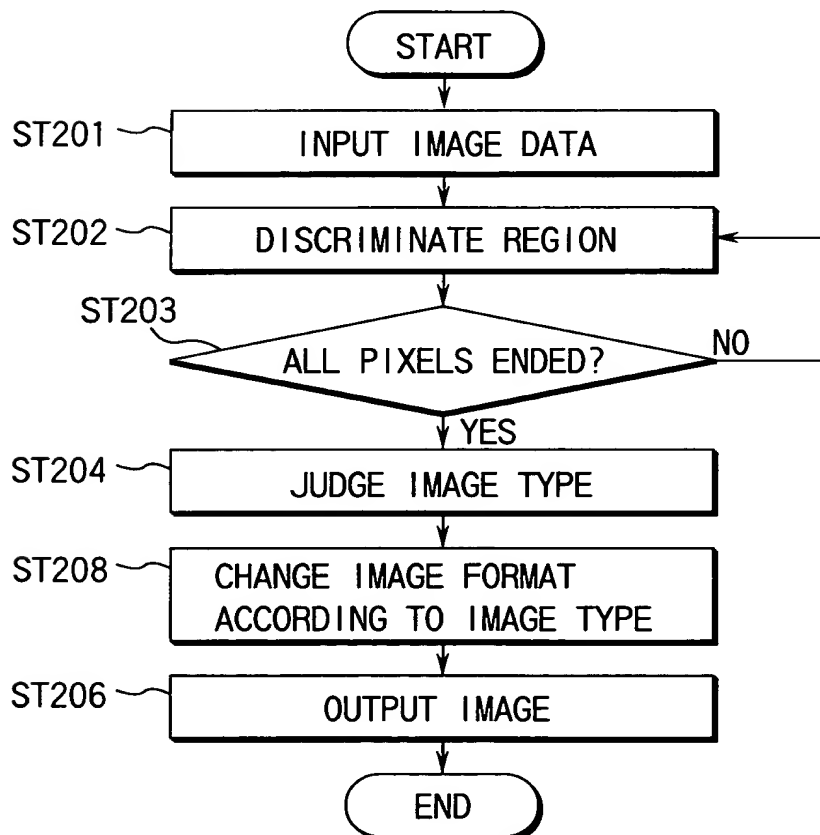 START
ST201
INPUT IMAGE DATA
ST202
DISCRIMINATE REGION
ST203
ALL PIXELS ENDED?
NO
YES
ST204
JUDGE IMAGE TYPE
ST208
CHANGE IMAGE FORMAT
ACCORDING TO IMAGE TYPE
ST206
OUTPUT IMAGE
END